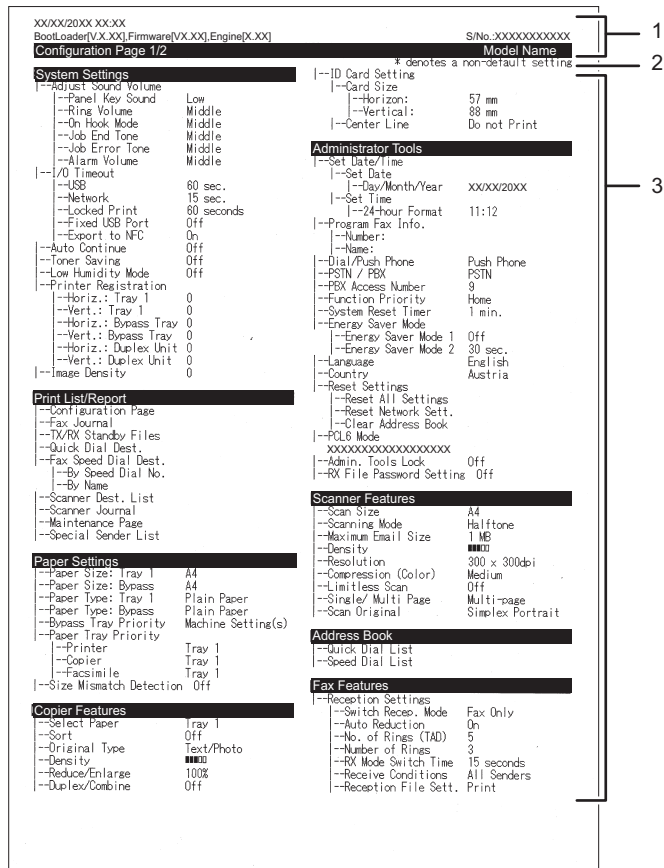 XX/XX/20XX XX:XX
BootLoader[V.X.XX],Firmware[VX.XX],Engine[X.XX] S/No.:XXXXXXXXXXX
Configuration Page 1/2 Model Name
* denotes a non-default setting
1
2
3
System Settings
|--Adjust Sound Volume
|--Panel Key Sound Low
|--Ring Volume Middle
|--On Hook Mode Middle
|--Job End Tone Middle
|--Job Error Tone Middle
|--Alarm Volume Middle
|--I/O Timeout
|--USB 60 sec.
|--Network 15 sec.
|--Locked Print 60 seconds
|--Fixed USB Port Off
|--Export to NFC On
|--Auto Continue Off
|--Toner Saving Off
|--Low Humidity Mode Off
|--Printer Registration
|--Horiz.: Tray 1 0
|--Vert.: Tray 1 0
|--Horiz.: Bypass Tray 0
|--Vert.: Bypass Tray 0
|--Horiz.: Duplex Unit 0
|--Vert.: Duplex Unit 0
|--Image Density 0
Print List/Report
|--Configuration Page
|--Fax Journal
|--TX/RX Standby Files
|--Quick Dial Dest.
|--Fax Speed Dial Dest.
|--By Speed Dial No.
|--By Name
|--Scanner Dest. List
|--Scanner Journal
|--Maintenance Page
|--Special Sender List
Paper Settings
|--Paper Size: Tray 1 A4
|--Paper Size: Bypass A4
|--Paper Type: Tray 1 Plain Paper
|--Paper Type: Bypass Plain Paper
|--Bypass Tray Priority Machine Setting(s)
|--Paper Tray Priority
|--Printer Tray 1
|--Copier Tray 1
|--Facsimile Tray 1
|--Size Mismatch Detection Off
Copier Features
|--Select Paper Tray 1
|--Sort Off
|--Original Type Text/Photo
|--Density
|--Reduce/Enlarge 100%
|--Duplex/Combine Off
|--ID Card Setting
|--Card Size
|--Horizon: 57 mm
|--Vertical: 88 mm
|--Center Line Do not Print
Administrator Tools
|--Set Date/Time
|--Set Date
|--Day/Month/Year XX/XX/20XX
|--Set Time
|--24-hour Format 11:12
|--Program Fax Info.
|--Number:
|--Name:
|--Dial/Push Phone Push Phone
|--PSTN / PBX PSTN
|--PBX Access Number 9
|--Function Priority Home
|--System Reset Timer 1 min.
|--Energy Saver Mode
|--Energy Saver Mode 1 Off
|--Energy Saver Mode 2 30 sec.
|--Language English
|--Country Austria
|--Reset Settings
|--Reset All Settings
|--Reset Network Sett.
|--Clear Address Book
|--PCL6 Mode
XXXXXXXXXXXXXXXXXX
|--Admin. Tools Lock Off
|--RX File Password Setting Off
Scanner Features
|--Scan Size A4
|--Scanning Mode Halftone
|--Maximum Email Size 1 MB
|--Density
|--Resolution 300 x 300dpi
|--Compression (Color) Medium
|--Limitless Scan Off
|--Single/ Multi Page Multi-page
|--Scan Original Simplex Portrait
Address Book
|--Quick Dial List
|--Speed Dial List
Fax Features
|--Reception Settings
|--Switch Recep. Mode Fax Only
|--Auto Reduction On
|--No. of Rings (TAD) 5
|--Number of Rings 3
|--RX Mode Switch Time 15 seconds
|--Receive Conditions All Senders
|--Reception File Sett. Print